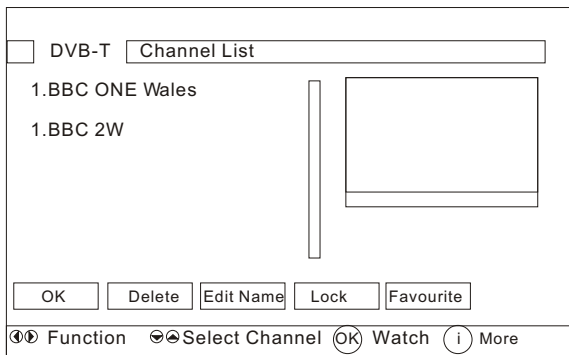 DVB-T Channel List
1.BBC ONE Wales
1.BBC 2W
OK Delete Edit Name Lock Favourite
Function Select Channel OK Watch i More